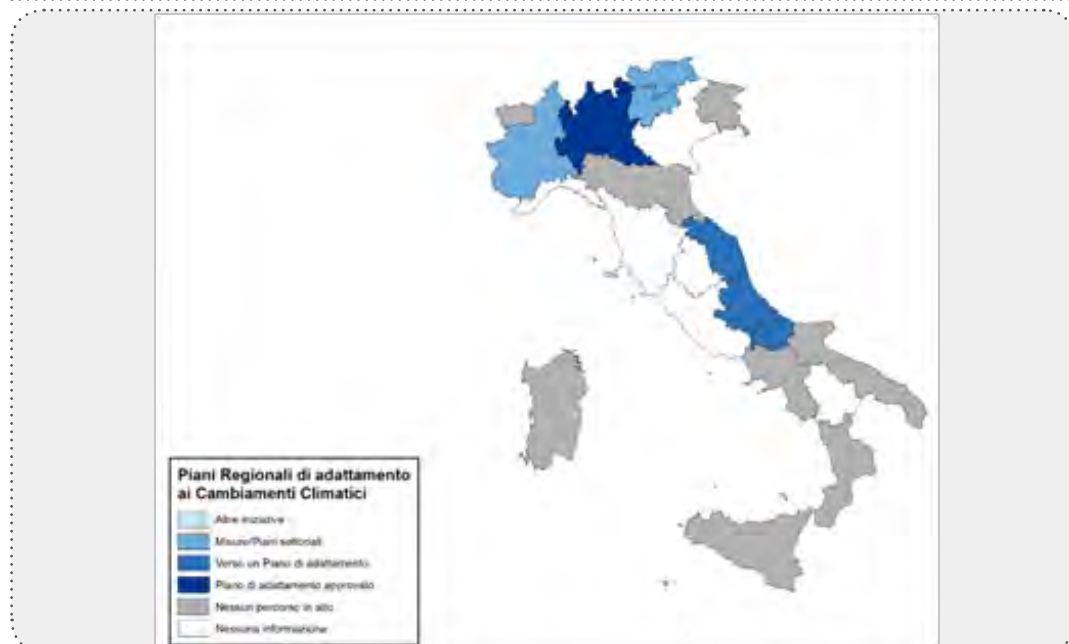 Piani Regionali di adattamento
ai Cambiamenti Climatici
Altre iniziative
Misure/Piani settoriali
Verso un Piano di adattamento
Piano di adattamento approvato
Nessun percorso in atto
Nessuna informazione